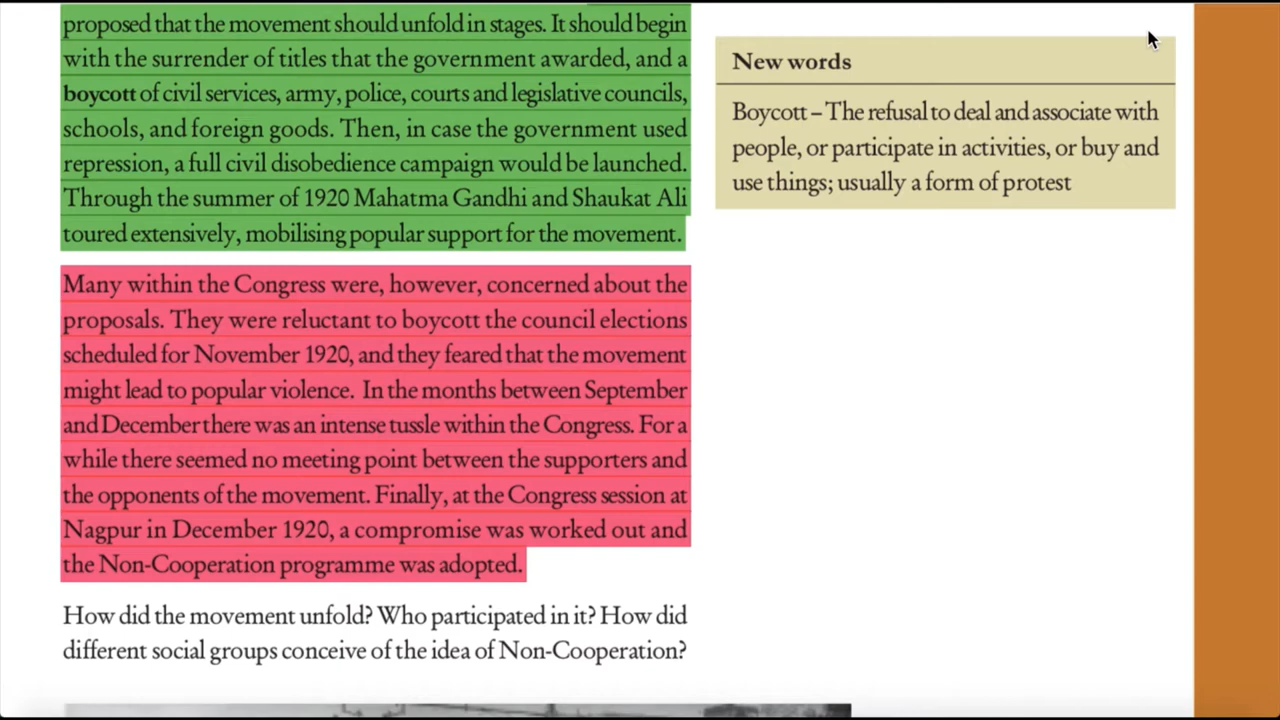 proposed that the movement should unfold in stages. It should begin
with the surrender of titles that the government awarded, and a
boycott of civil services, army, police, courts and legislative councils,
schools, and foreign goods. Then, in case the government used
repression, a full civil disobedience campaign would be launched.
Through the summer of 1920 Mahatma Gandhi and Shaukat Ali
toured extensively, mobilising popular support for the movement.
Many within the Congress were, however, concerned about the
proposals. They were reluctant to boycott the council elections
scheduled for November 1920, and they feared that the movement
might lead to popular violence. In the months between September
and December there was an intense tussle within the Congress. For a
while there seemed no meeting point between the supporters and
the opponents of the movement. Finally, at the Congress session at
Nagpur in December 1920, a compromise was worked out and
the Non-Cooperation programme was adopted.
How did the movement unfold? Who participated in it? How did
different social groups conceive of the idea of Non-Cooperation?
New words
Boycott – The refusal to deal and associate with
people, or participate in activities, or buy and
use things; usually a form of protest